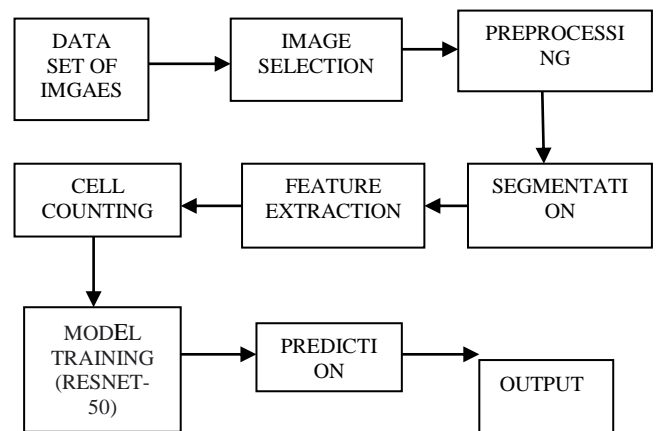 DATA
SET OF
IMGAES
IMAGE
SELECTION
PREPROCESSI
NG
SEGMENTATI
ON
FEATURE
EXTRACTION
CELL
COUNTING
MODEL
TRAINING
(RESNET-
50)
PREDICTI
ON
OUTPUT